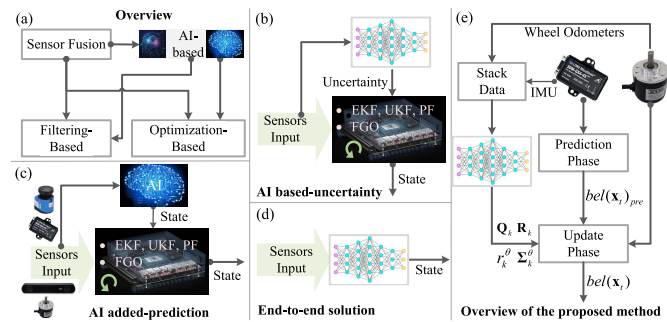 (a)
Overview
Sensor Fusion
AI-
based
Filtering-
Based
Optimization-
Based
(b)
Uncertainty
Sensors
Input
EKF, UKF, PF
FGO
State
AI based-uncertainty
(c)
AI
State
Sensors
Input
EKF, UKF, PF
FGO
State
AI added-prediction
(d)
Sensors
Input
State
End-to-end solution
(e)
Wheel Odometers
Stack
Data
IMU
Prediction
Phase
bel(x_t)_pre
Q_k R_k
r_k^θ Σ_k^θ
Update
Phase
bel(x_t)
Overview of the proposed method